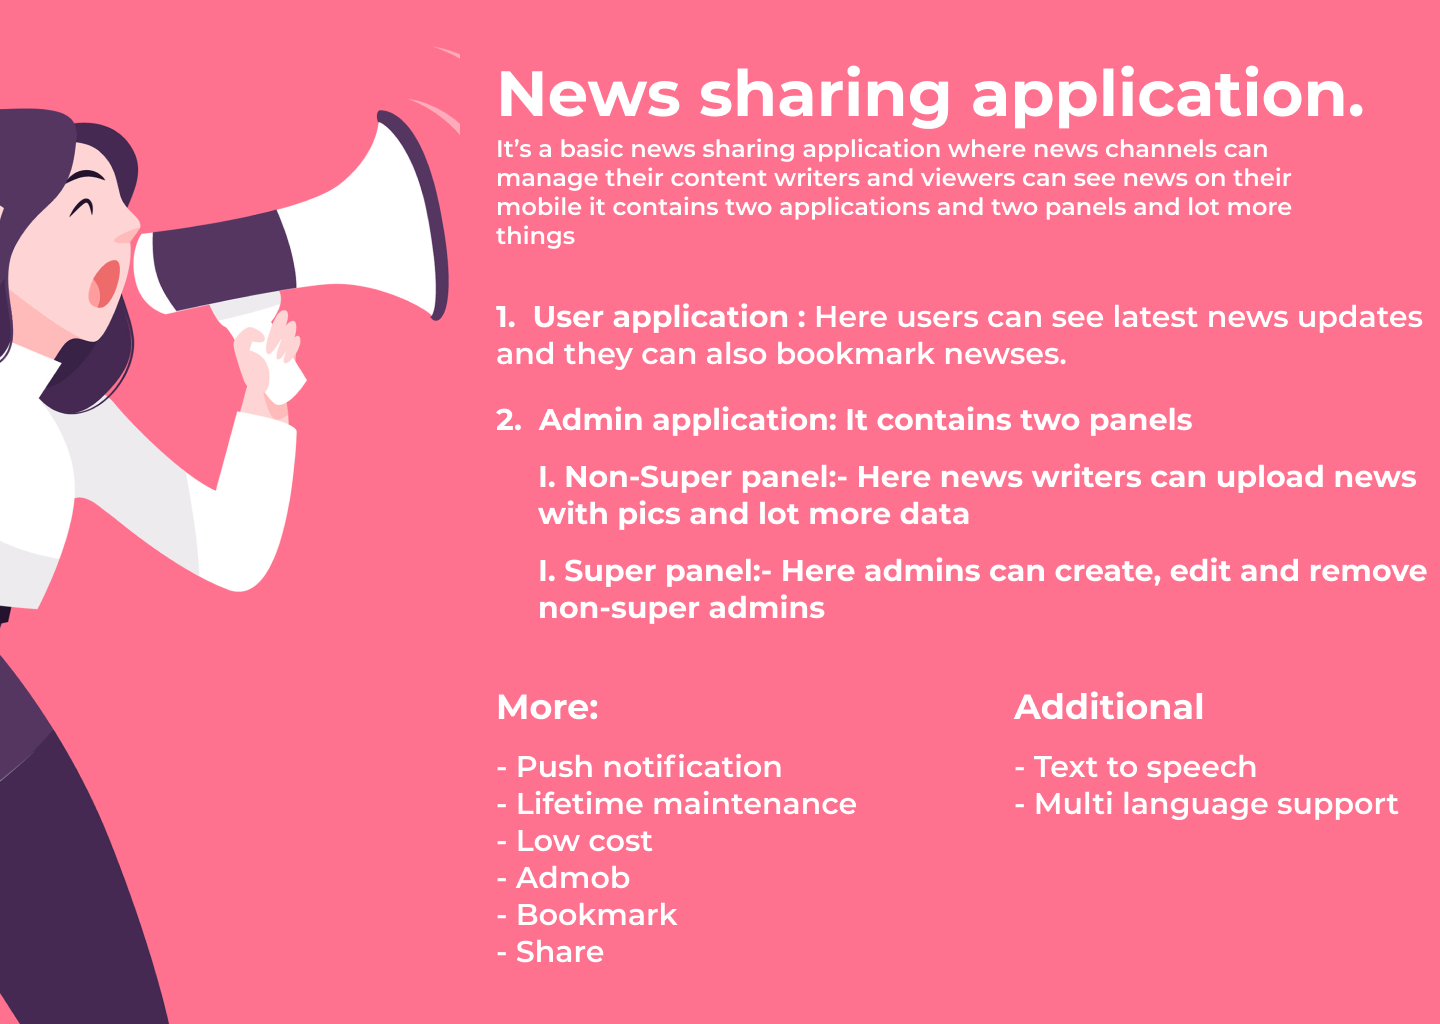 News sharing application.
It's a basic news sharing application where news channels can
manage their content writers and viewers can see news on their
mobile it contains two applications and two panels and lot more
things
1. User application : Here users can see latest news updates
and they can also bookmark newses.
2. Admin application: It contains two panels
I. Non-Super panel:- Here news writers can upload news
with pics and lot more data
I. Super panel:- Here admins can create, edit and remove
non-super admins
More:
- Push notification
- Lifetime maintenance
- Low cost
- Admob
- Bookmark
- Share
Additional
- Text to speech
- Multi language support